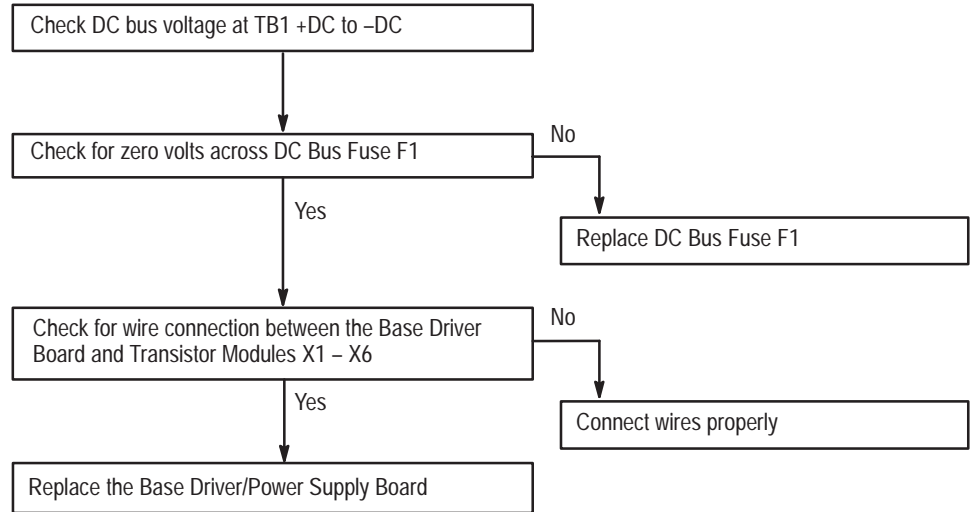 Check DC bus voltage at TB1 +DC to –DC
Check for zero volts across DC Bus Fuse F1
No
Yes
Replace DC Bus Fuse F1
Check for wire connection between the Base Driver
Board and Transistor Modules X1 – X6
No
Yes
Connect wires properly
Replace the Base Driver/Power Supply Board